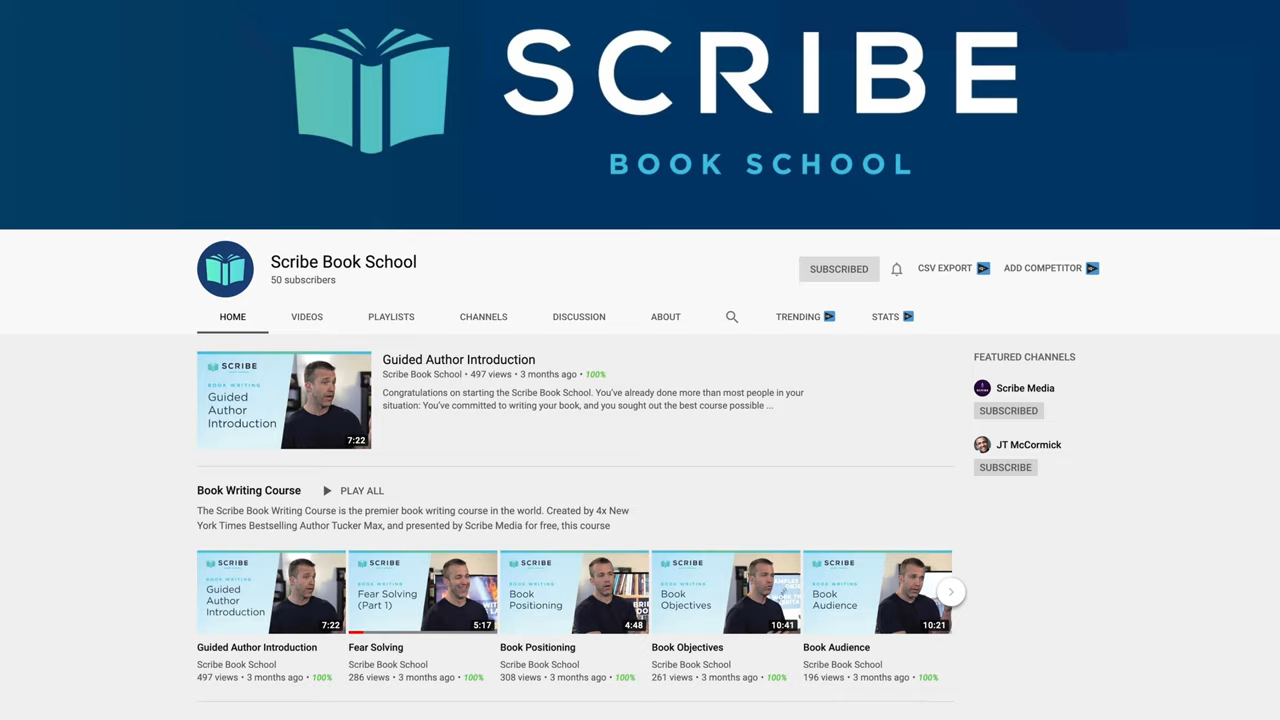 SCRIBE
BOOK SCHOOL
Scribe Book School
50 subscribers
SUBSCRIBED
CSV EXPORT
ADD COMPETITOR
HOME
VIDEOS
PLAYLISTS
CHANNELS
DISCUSSION
ABOUT
TRENDING
STATS
SCRIBE
BOOK WRITING
Guided
Author
Introduction
7:22
Guided Author Introduction
Scribe Book School • 497 views • 3 months ago • 100%
Congratulations on starting the Scribe Book School. You've already done more than most people in your
situation: You've committed to writing your book, and you sought out the best course possible ...
FEATURED CHANNELS
Scribe Media
SUBSCRIBED
JT McCormick
SUBSCRIBE
Book Writing Course
PLAY ALL
The Scribe Book Writing Course is the premier book writing course in the world. Created by 4x New
York Times Bestselling Author Tucker Max, and presented by Scribe Media for free, this course
SCRIBE
BOOK WRITING
Guided
Author
Introduction
7:22
Guided Author Introduction
Scribe Book School
497 views • 3 months ago • 100%
SCRIBE
BOOK WRITING
Fear Solving
(Part 1)
5:17
Fear Solving
Scribe Book School
286 views • 3 months ago • 100%
SCRIBE
BOOK WRITING
Book
Positioning
4:48
Book Positioning
Scribe Book School
308 views • 3 months ago • 100%
SCRIBE
BOOK WRITING
Book
Objectives
10:41
Book Objectives
Scribe Book School
261 views • 3 months ago • 100%
SCRIBE
BOOK WRITING
Book
Audience
10:21
Book Audience
Scribe Book School
196 views • 3 months ago • 100%